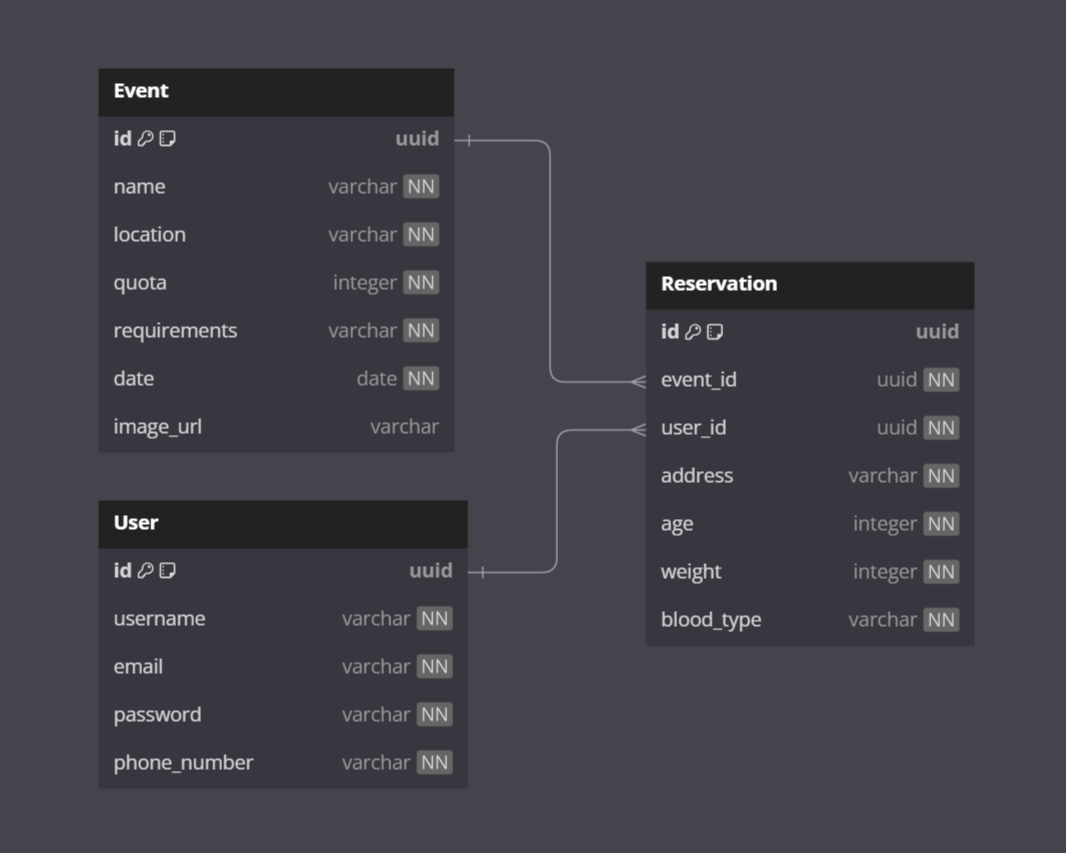 Event
id uuid
name varchar NN
location varchar NN
quota integer NN
requirements varchar NN
date date NN
image_url varchar
User
id uuid
username varchar NN
email varchar NN
password varchar NN
phone_number varchar NN
Reservation
id uuid
event_id uuid NN
user_id uuid NN
address varchar NN
age integer NN
weight integer NN
blood_type varchar NN